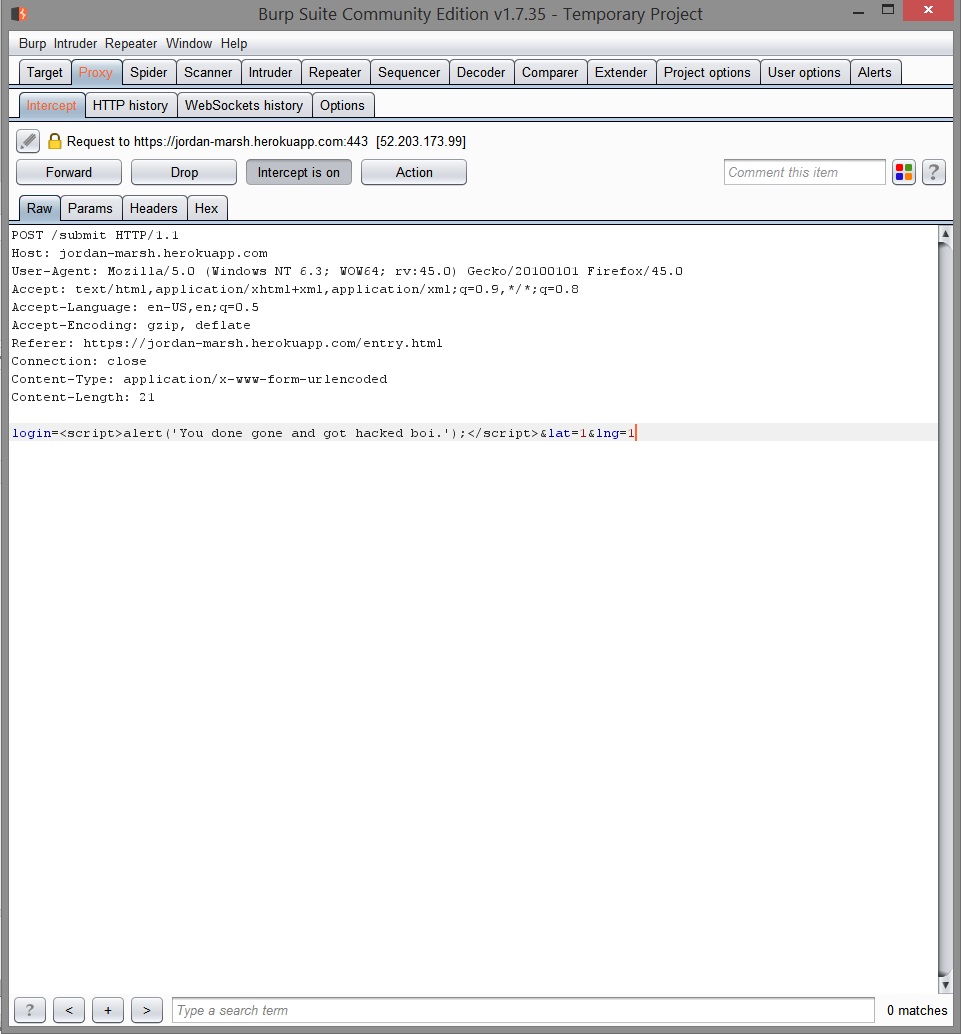 Burp Suite Community Edition v1.7.35 - Temporary Project
Burp Intruder Repeater Window Help
Target Proxy Spider Scanner Intruder Repeater Sequencer Decoder Comparer Extender Project options User options Alerts
Intercept HTTP history WebSockets history Options
Request to https://jordan-marsh.herokuapp.com:443 [52.203.173.99]
Forward Drop Intercept is on Action Comment this item ?
Raw Params Headers Hex
POST /submit HTTP/1.1
Host: jordan-marsh.herokuapp.com
User-Agent: Mozilla/5.0 (Windows NT 6.3; WOW64; rv:45.0) Gecko/20100101 Firefox/45.0
Accept: text/html,application/xhtml+xml,application/xml;q=0.9,*/*;q=0.8
Accept-Language: en-US,en;q=0.5
Accept-Encoding: gzip, deflate
Referer: https://jordan-marsh.herokuapp.com/entry.html
Connection: close
Content-Type: application/x-www-form-urlencoded
Content-Length: 21
login=<script>alert('You done gone and got hacked boi.');</script>&lat=1&lng=1
? < + > Type a search term 0 matches